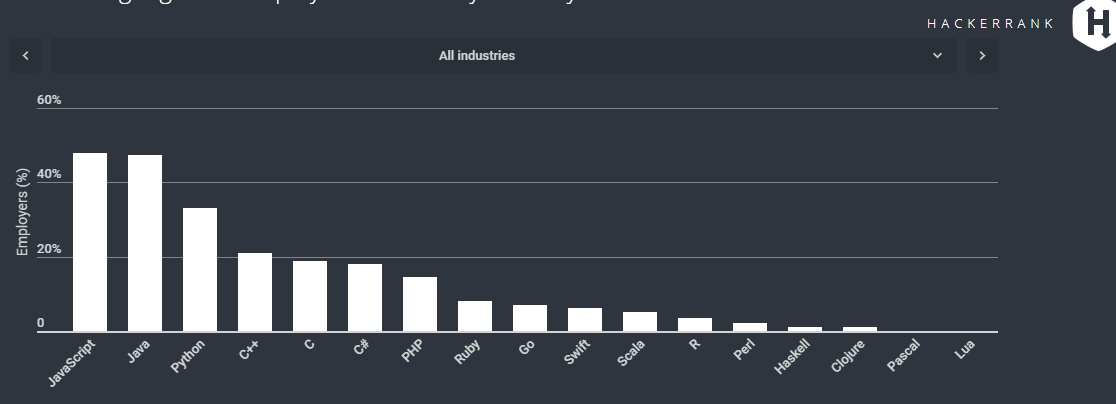 HACKERRANK
All industries
Employers (%)
60%
40%
20%
0
JavaScript
Java
Python
C++
C
C#
PHP
Ruby
Go
Swift
Scala
R
Perl
Haskell
Clojure
Pascal
Lua